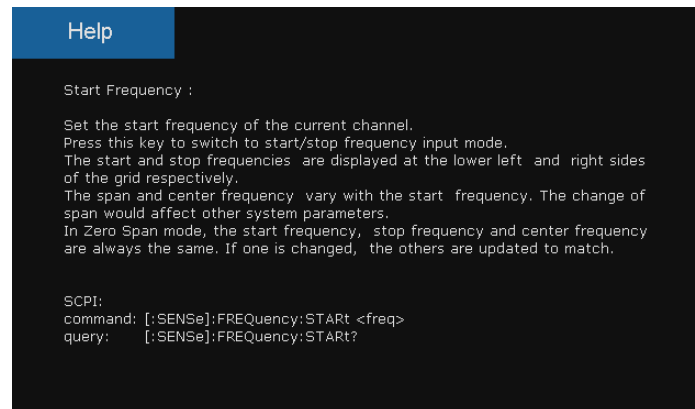 Help
Start Frequency :
Set the start frequency of the current channel.
Press this key to switch to start/stop frequency input mode.
The start and stop frequencies are displayed at the lower left and right sides
of the grid respectively.
The span and center frequency vary with the start frequency. The change of
span would affect other system parameters.
In Zero Span mode, the start frequency, stop frequency and center frequency
are always the same. If one is changed, the others are updated to match.
SCPI:
command: [:SENSe]:FREQuency:STARt <freq>
query: [:SENSe]:FREQuency:STARt?